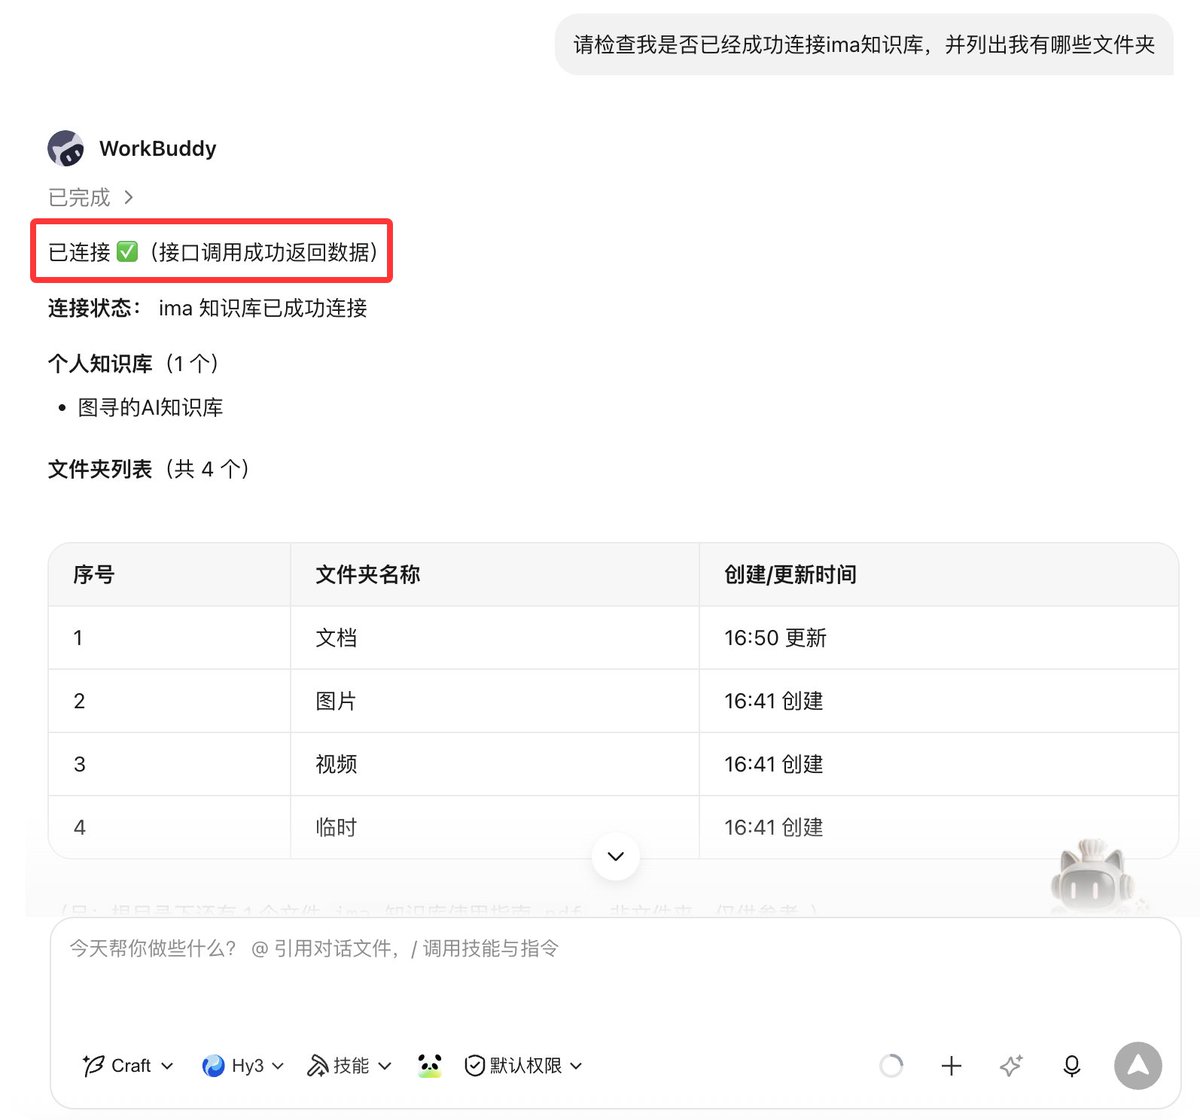 请检查我是否已经成功连接ima知识库，并列出我有哪些文件夹
WorkBuddy
已完成
已连接 ✅（接口调用成功返回数据）
连接状态： ima 知识库已成功连接
个人知识库（1 个）
• 图寻的AI知识库
文件夹列表（共 4 个）
序号 文件夹名称 创建/更新时间
1 文档 16:50 更新
2 图片 16:41 创建
3 视频 16:41 创建
4 临时 16:41 创建
今天帮你做些什么？ @ 引用对话文件，/ 调用技能与指令
Craft Hy3 技能 默认权限